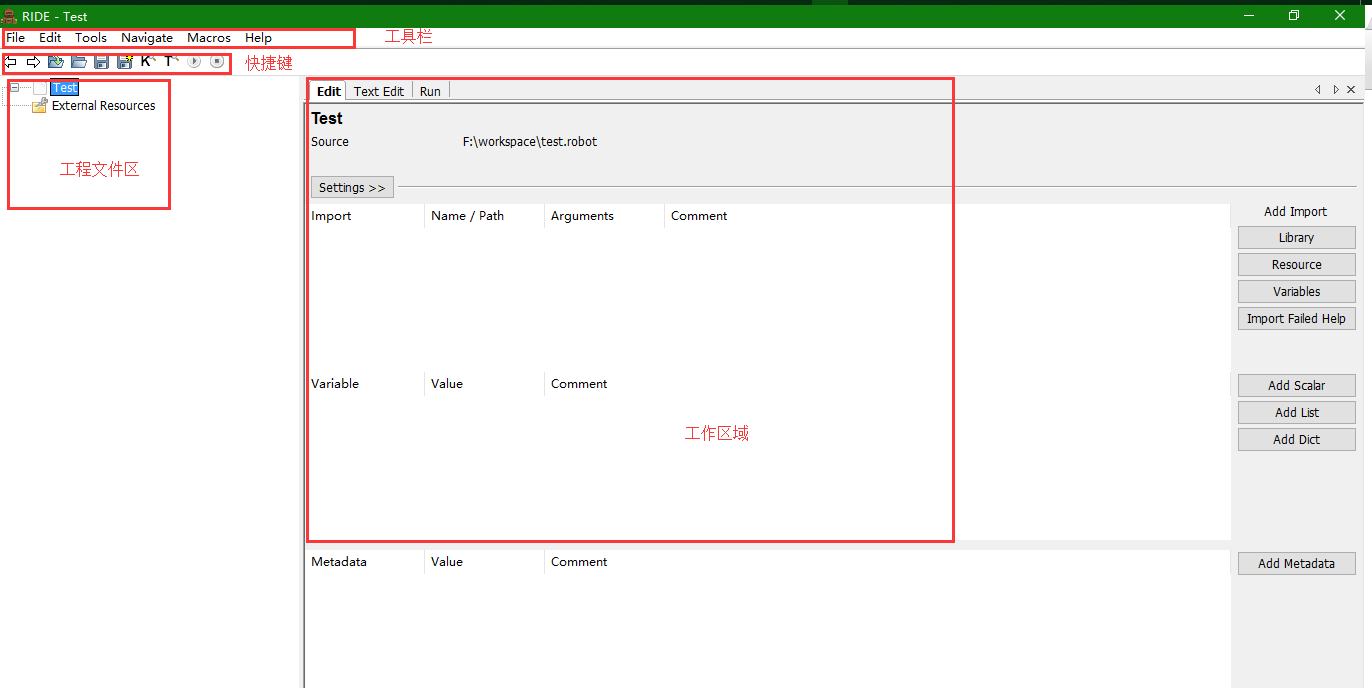 RIDE - Test
File Edit Tools Navigate Macros Help
工具栏
K T
快捷键
Test
External Resources
工程文件区
Edit Text Edit Run
Test
Source F:\workspace\test.robot
Settings >>
Import Name / Path Arguments Comment
Add Import
Library
Resource
Variables
Import Failed Help
Variable Value Comment
Add Scalar
Add List
Add Dict
工作区域
Metadata Value Comment
Add Metadata